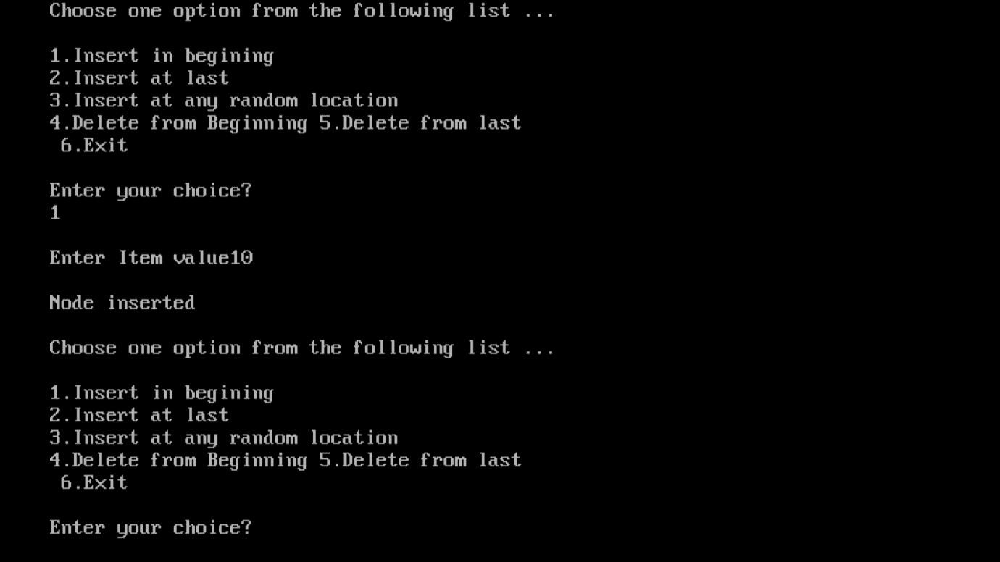 Choose one option from the following list ...
1.Insert in begining
2.Insert at last
3.Insert at any random location
4.Delete from Beginning 5.Delete from last
6.Exit
Enter your choice?
1
Enter Item value10
Node inserted
Choose one option from the following list ...
1.Insert in begining
2.Insert at last
3.Insert at any random location
4.Delete from Beginning 5.Delete from last
6.Exit
Enter your choice?